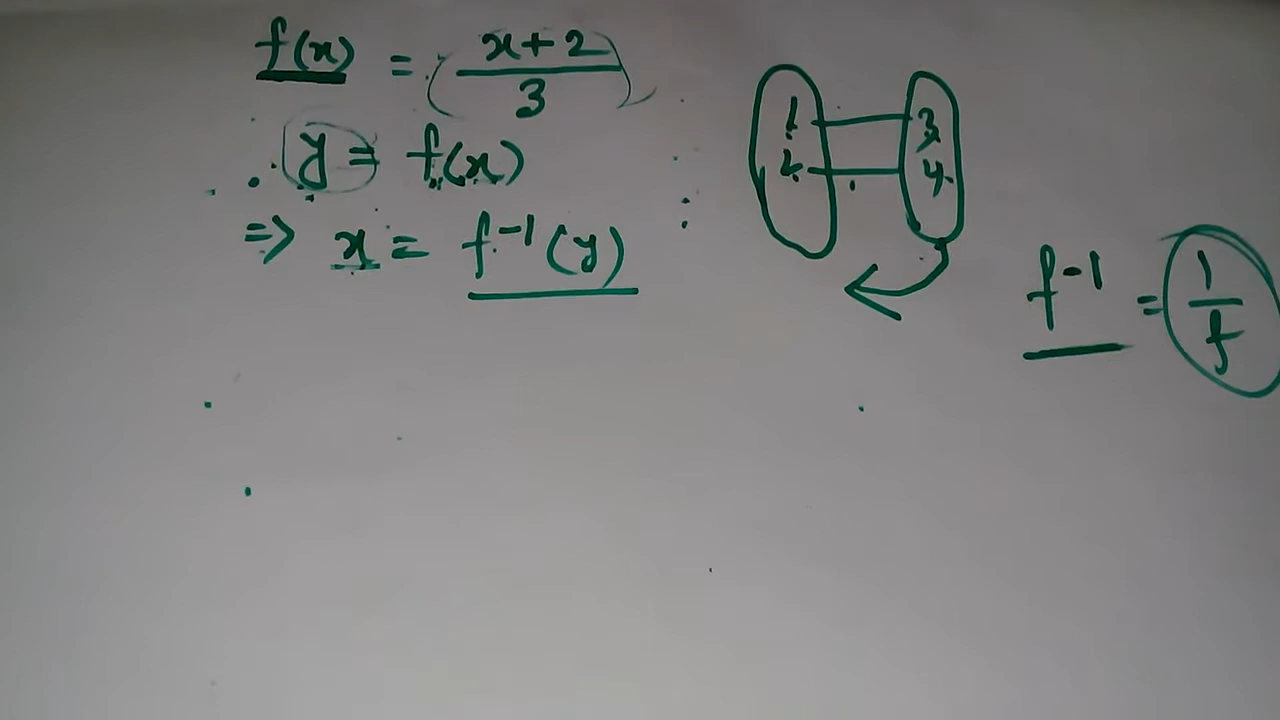 f(x) = (x+2)/3
y = f(x)
=> x = f^-1(y)
1 3
2 4
:
f^-1 = 1/f